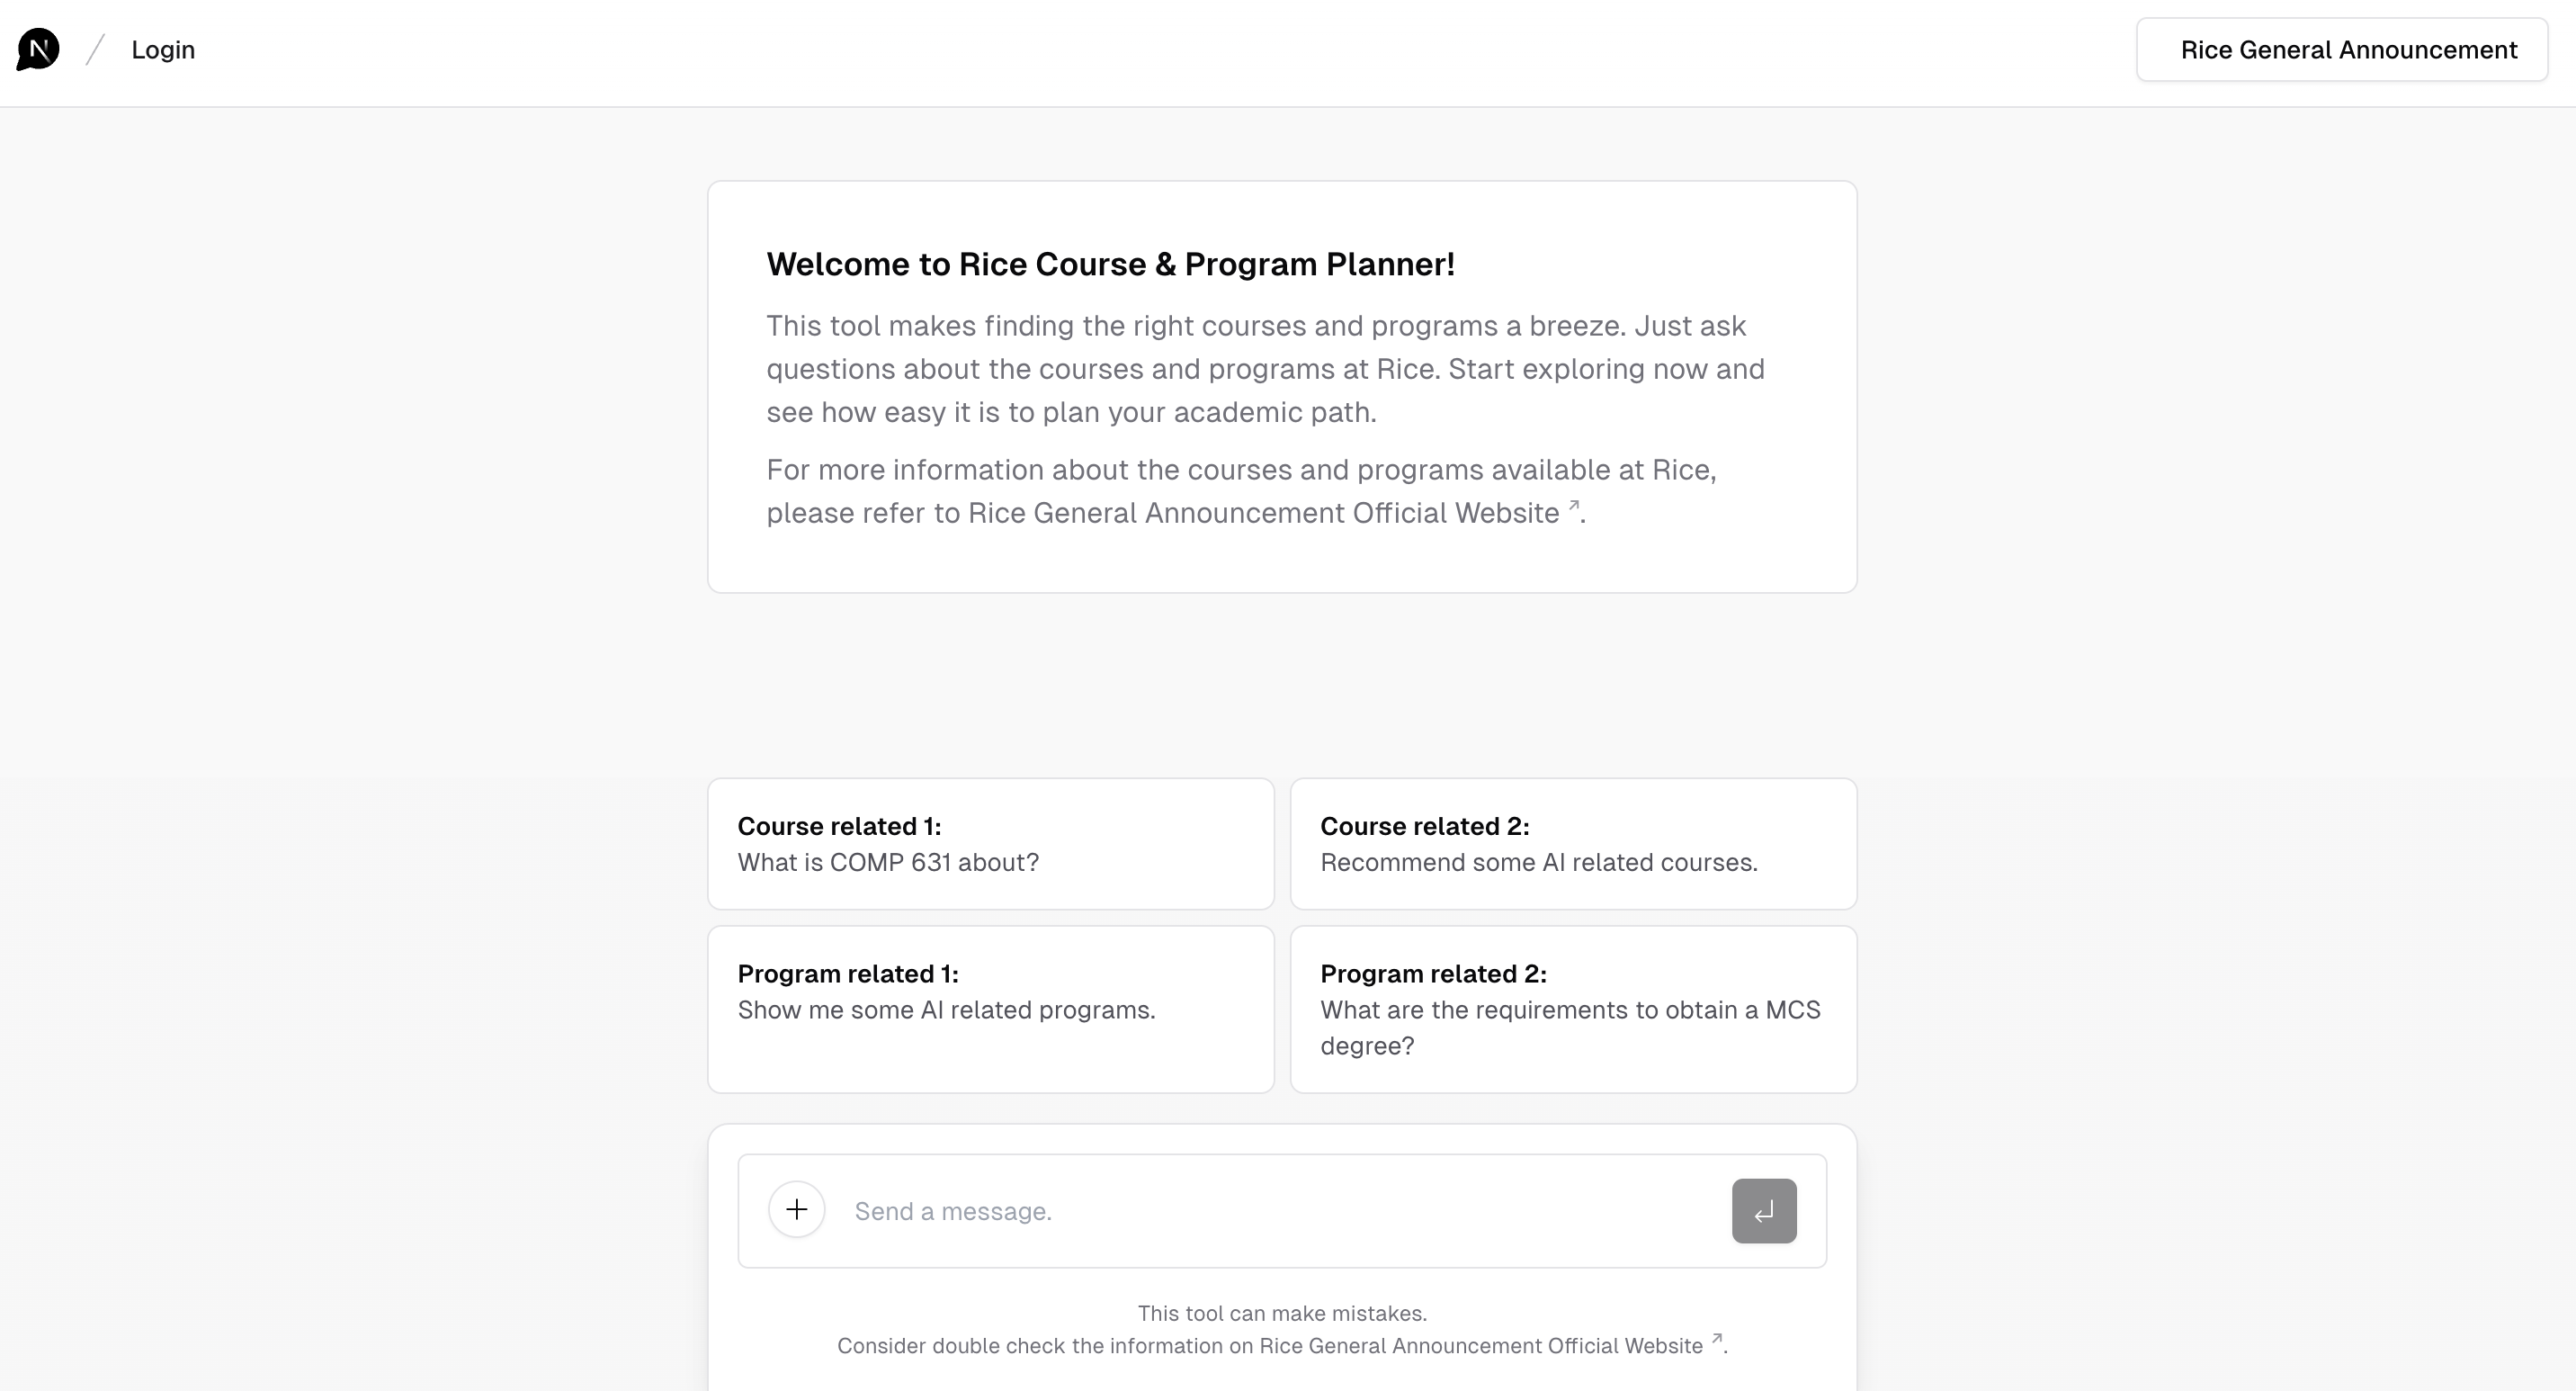 N / Login
Rice General Announcement
Welcome to Rice Course & Program Planner!
This tool makes finding the right courses and programs a breeze. Just ask
questions about the courses and programs at Rice. Start exploring now and
see how easy it is to plan your academic path.
For more information about the courses and programs available at Rice,
please refer to Rice General Announcement Official Website ↗.
Course related 1:
What is COMP 631 about?
Course related 2:
Recommend some AI related courses.
Program related 1:
Show me some AI related programs.
Program related 2:
What are the requirements to obtain a MCS
degree?
Send a message.
This tool can make mistakes.
Consider double check the information on Rice General Announcement Official Website ↗.